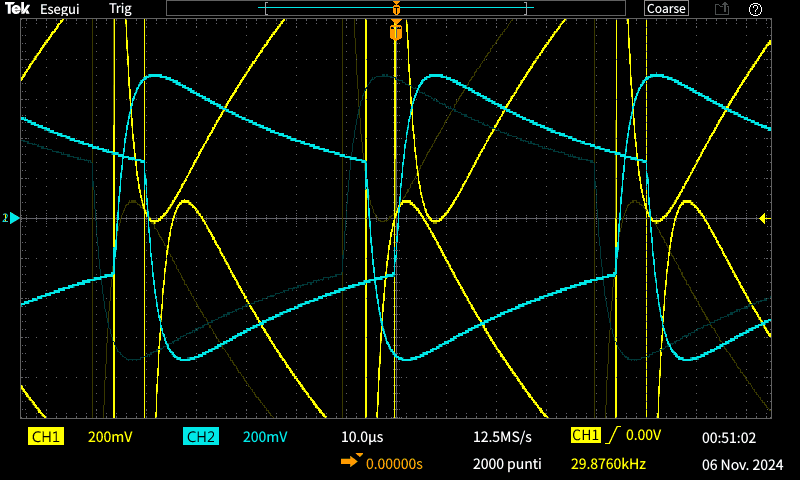 Tek Esegui Trig T Coarse ?
T
2
CH1 200mV CH2 200mV 10.0µs 12.5MS/s CH1 0.00V 00:51:02
0.00000s 2000 punti 29.8760kHz 06 Nov. 2024